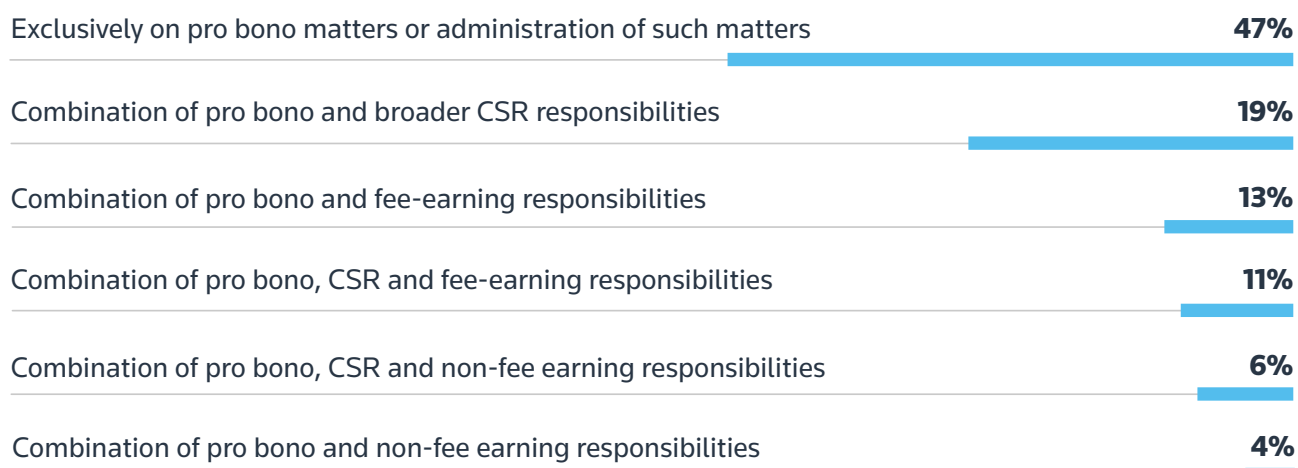 Exclusively on pro bono matters or administration of such matters 47%
Combination of pro bono and broader CSR responsibilities 19%
Combination of pro bono and fee-earning responsibilities 13%
Combination of pro bono, CSR and fee-earning responsibilities 11%
Combination of pro bono, CSR and non-fee earning responsibilities 6%
Combination of pro bono and non-fee earning responsibilities 4%